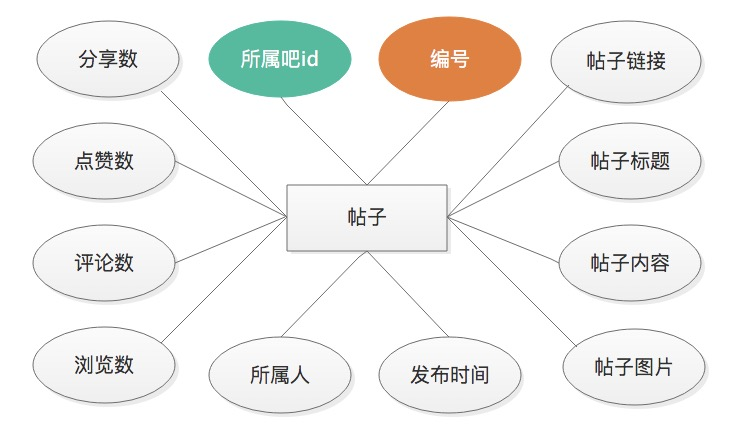 分享数
所属吧id
编号
帖子链接
点赞数
帖子标题
帖子
评论数
帖子内容
浏览数
所属人
发布时间
帖子图片